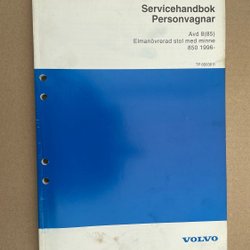 Servicehandbok
Personvagnar
Avd 8(85)
Elmanövrerad stol med minne
850 1996-
VOLVO